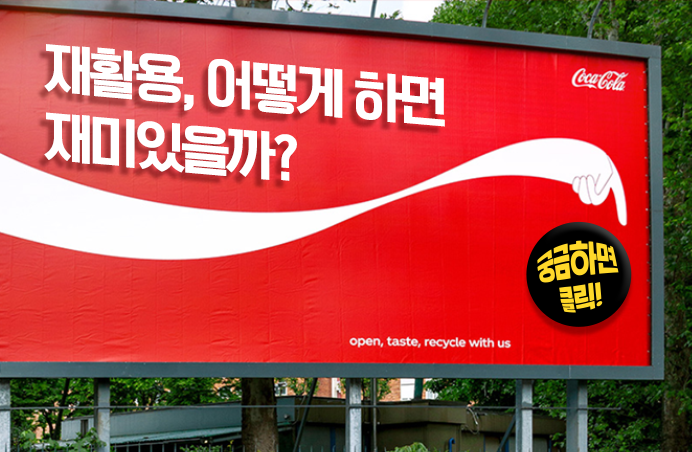 재활용, 어떻게 하면
재미있을까?
Coca-Cola
궁금하면
클릭!
open, taste, recycle with us